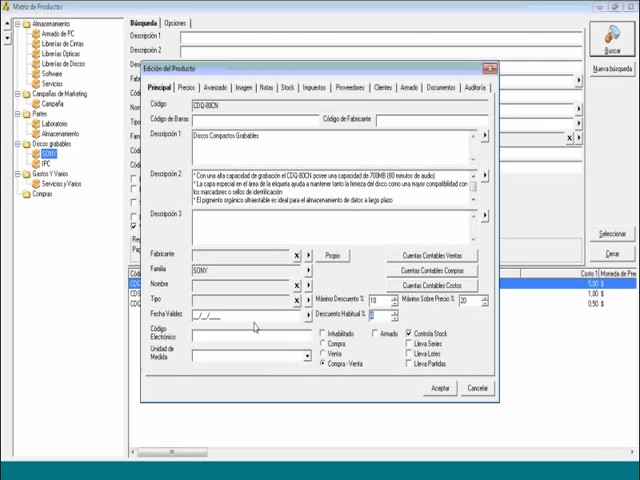 Matriz de Productos
Almacenamiento
Armado de PC
Librerías de Cintas
Librerías Opticas
Librerías de Discos
Software
Servicios
Campañas de Marketing
Campaña
Partes
Laboratorio
Almacenamiento
Discos grabables
SONY
IPC
Gastos Y Varios
Servicios y Varios
Compras
Búsqueda Opciones
Descripción 1
Descripción 2
Buscar
Nueva búsqueda
Seleccionar
Cerrar
Costo 1 Moneda de
5,00 $
1,00 $
0,50 $
Edición del Producto
Principal Precios Avanzado Imagen Notas Stock Impuestos Proveedores Clientes Armado Documentos Auditoría
Código CDQ-80CN
Código de Barras Código de Fabricante
Descripción 1 Discos Compactos Grabables
Descripción 2 * Con una alta capacidad de grabación el CDQ-80CN posee una capacidad de 700MB (80 minutos de audio)
* La capa especial en el área de la etiqueta ayuda a mantener tanto la firmeza del disco como una mayor compatibilidad con
los marcadores o sellos de identificación
* El pigmento orgánico ultraestable es ideal para el almacenamiento de datos a largo plazo
Descripción 3
Fabricante x Propio Cuentas Contables Ventas
Familia SONY Cuentas Contables Compras
Nombre x Cuentas Contables Costos
Tipo x Máximo Descuento % 10 Máximo Sobre Precio % 20
Fecha Validez __/__/____ Descuento Habitual %
Código
Electrónico
Unidad de
Medida
Inhabilitado Armado Controla Stock
Compra Lleva Series
Venta Lleva Lotes
Compra - Venta Lleva Partidas
Aceptar Cancelar